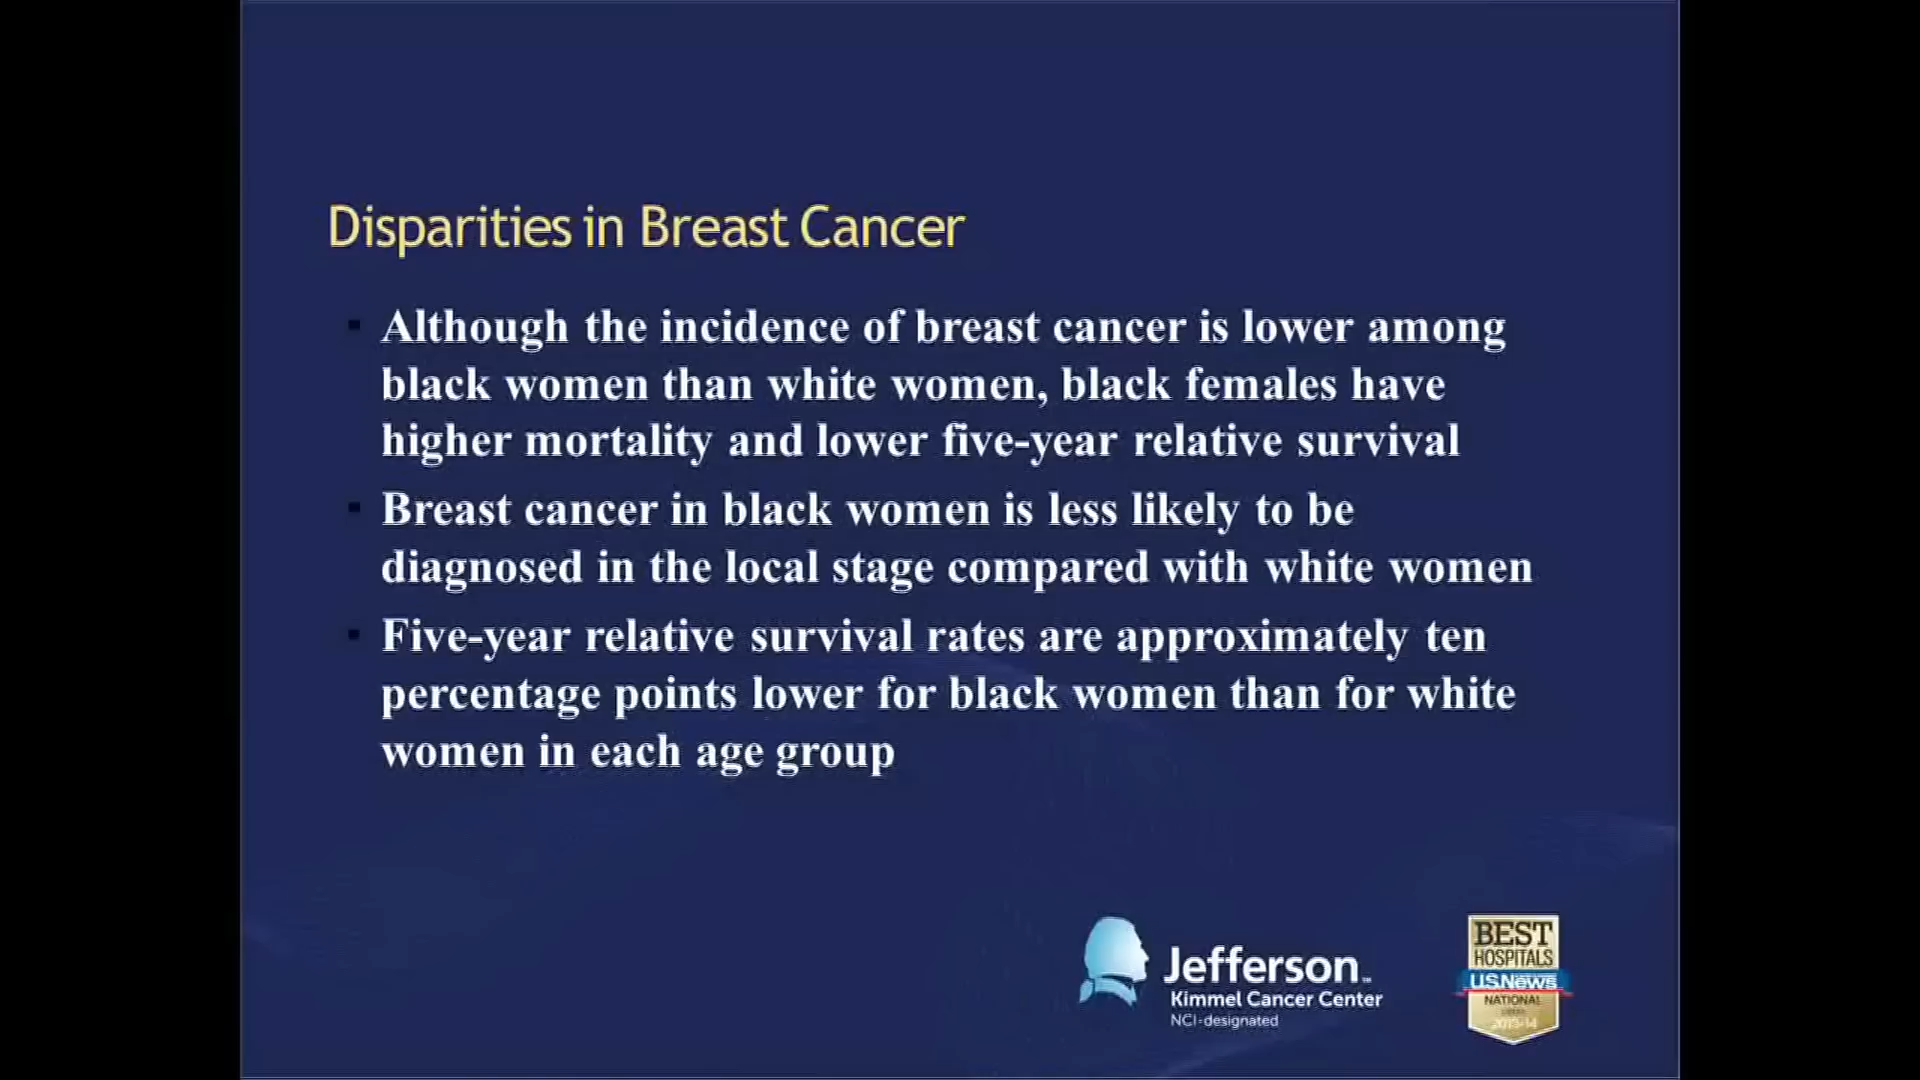 Disparities in Breast Cancer
Although the incidence of breast cancer is lower among
black women than white women, black females have
higher mortality and lower five-year relative survival
Breast cancer in black women is less likely to be
diagnosed in the local stage compared with white women
Five-year relative survival rates are approximately ten
percentage points lower for black women than for white
women in each age group
Jefferson™
Kimmel Cancer Center
NCI-designated
BEST
HOSPITALS
U.S.News
NATIONAL
2013-14